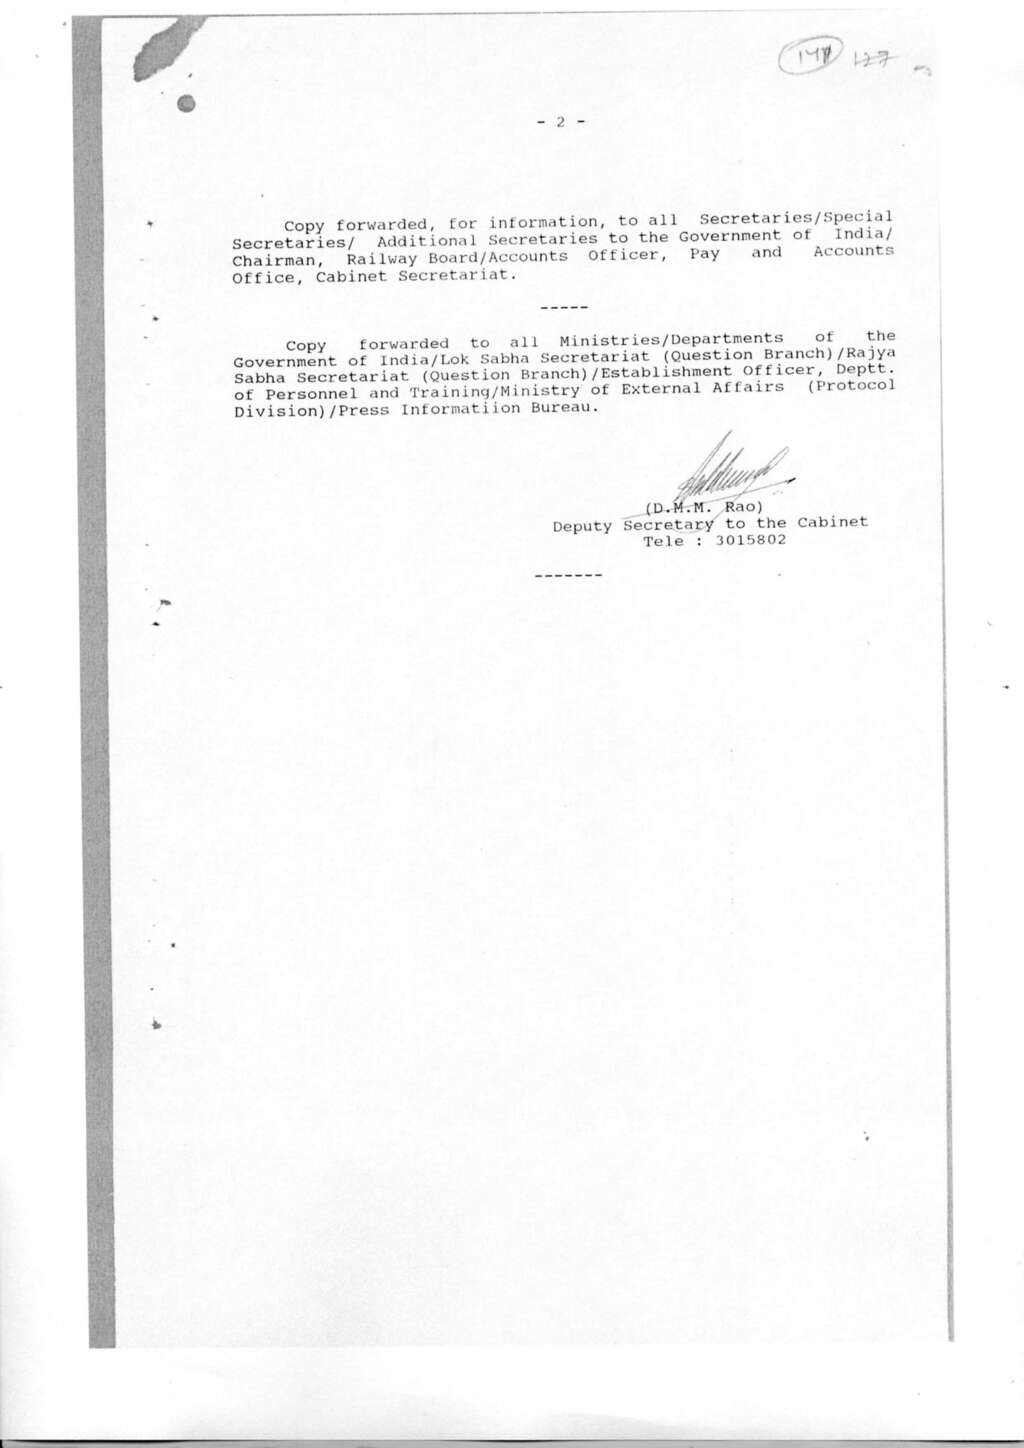 127
- 2 -
Copy forwarded, for information, to all Secretaries/Special
Secretaries/ Additional Secretaries to the Government of India/
Chairman, Railway Board/Accounts Officer, Pay and Accounts
Office, Cabinet Secretariat.
-----
Copy forwarded to all Ministries/Departments of the
Government of India/Lok Sabha Secretariat (Question Branch)/Rajya
Sabha Secretariat (Question Branch)/Establishment Officer, Deptt.
of Personnel and Training/Ministry of External Affairs (Protocol
Division)/Press Informatiion Bureau.
(D.M.M. Rao)
Deputy Secretary to the Cabinet
Tele : 3015802
-------